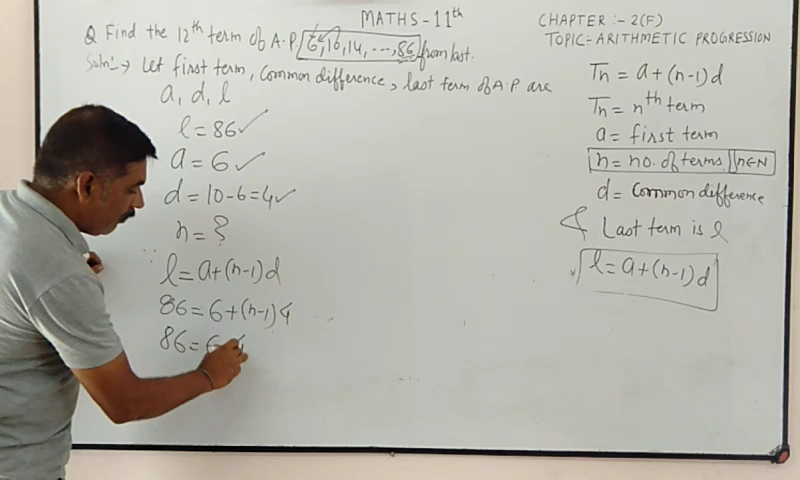 MATHS-11th
CHAPTER :- 2(F)
TOPIC=ARITHMETIC PROGRESSION
Q Find the 12th term of A.P. 6, 10, 14, ---, 86 from last.
Soln:→ Let first term, Common difference, last term of A.P are
a, d, l
l=86✓
a=6✓
d=10-6=4✓
n=?
l=a+(n-1)d
86=6+(n-1)4
86=6
Tn=a+(n-1)d
Tn=nth term
a=first term
n=no. of terms n∈N
d=Common difference
Last term is l
l=a+(n-1)d